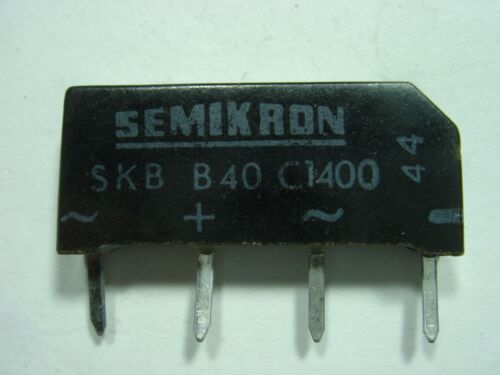 SEMIKRON
SKB B40 C1400
44
~ + ~ -